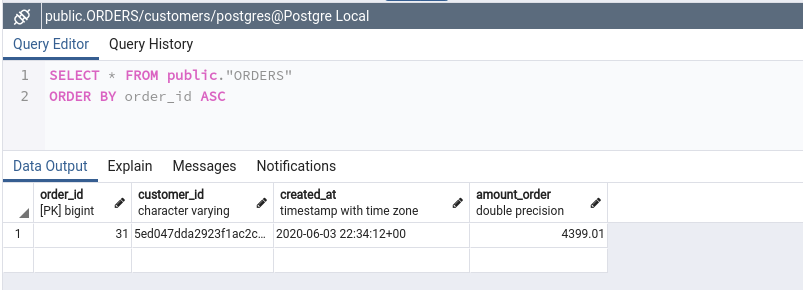 public.ORDERS/customers/postgres@Postgre Local
Query Editor Query History
1 SELECT * FROM public."ORDERS"
2 ORDER BY order_id ASC
Data Output Explain Messages Notifications
order_id customer_id created_at amount_order
[PK] bigint character varying timestamp with time zone double precision
1 31 5ed047dda2923f1ac2c... 2020-06-03 22:34:12+00 4399.01